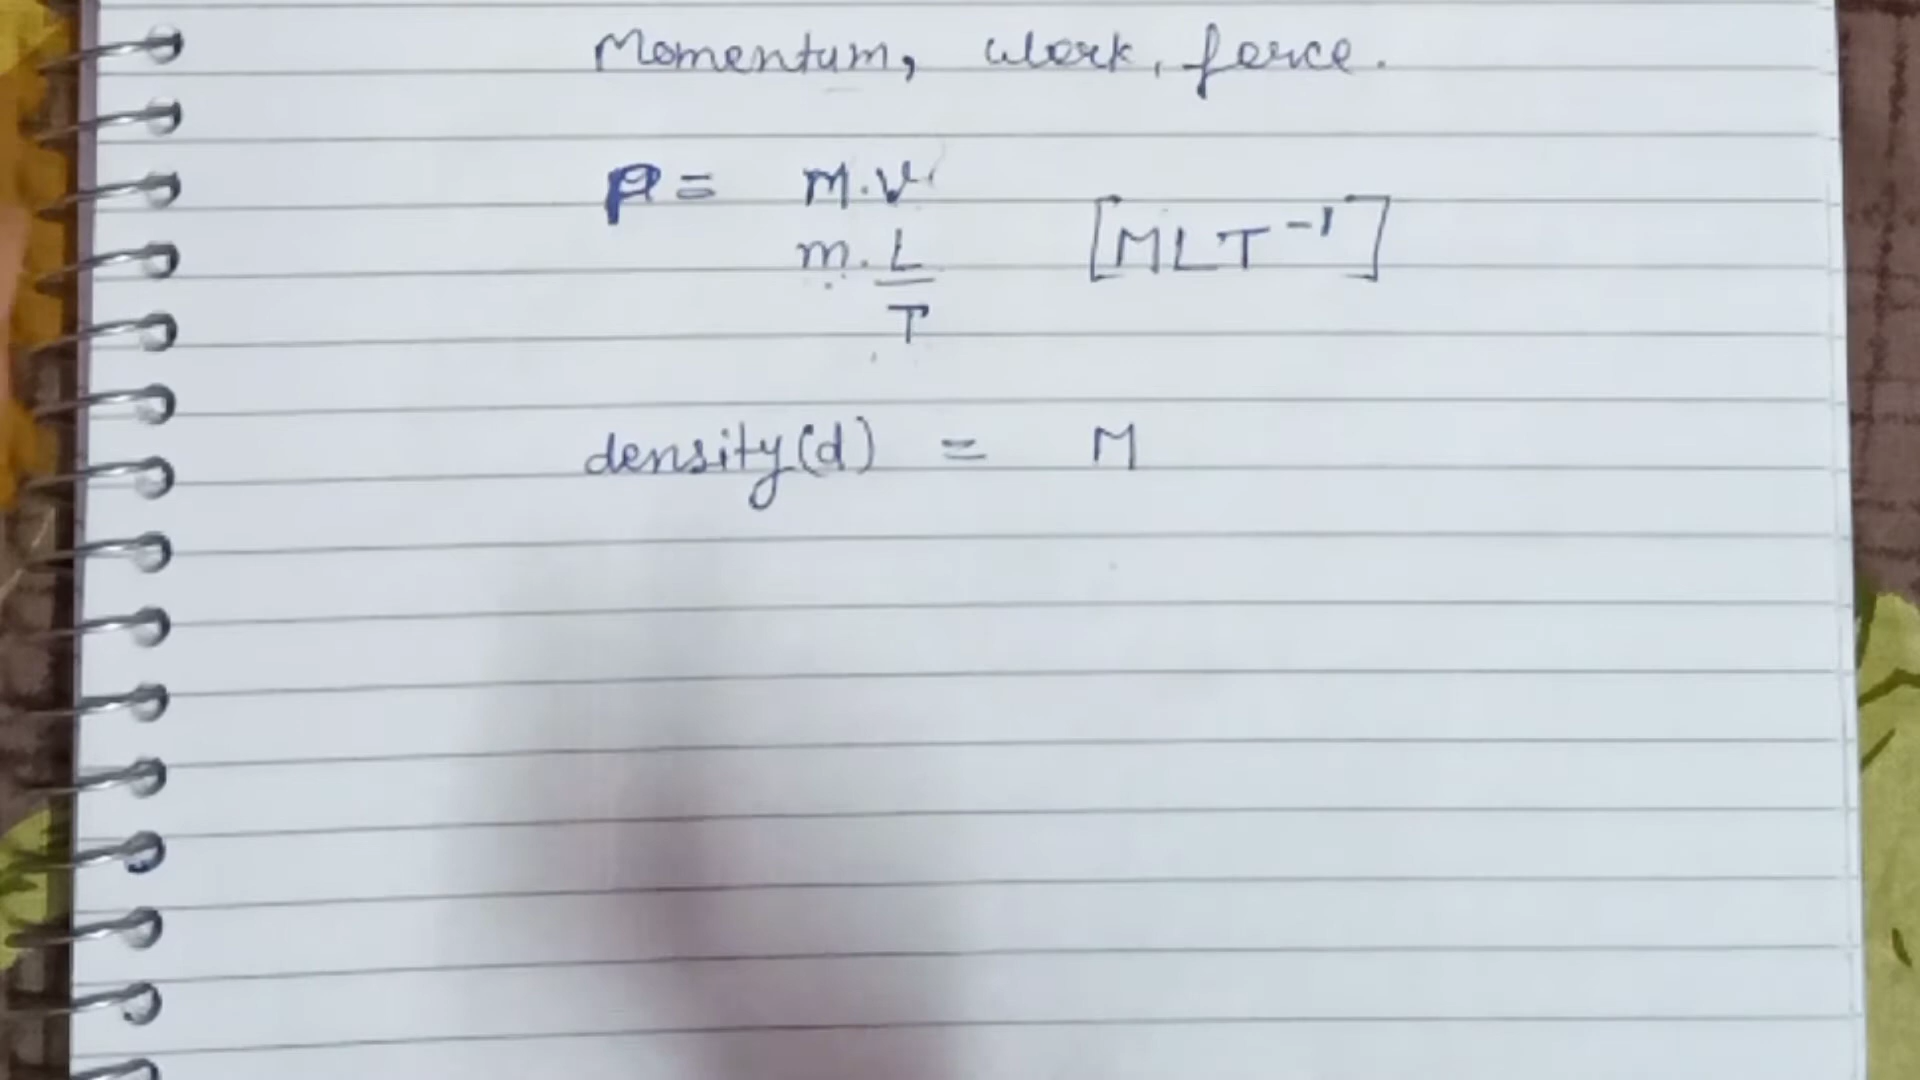 Momentum, work, force.
P = m.v
m. L/T [MLT⁻¹]
density(d) = M